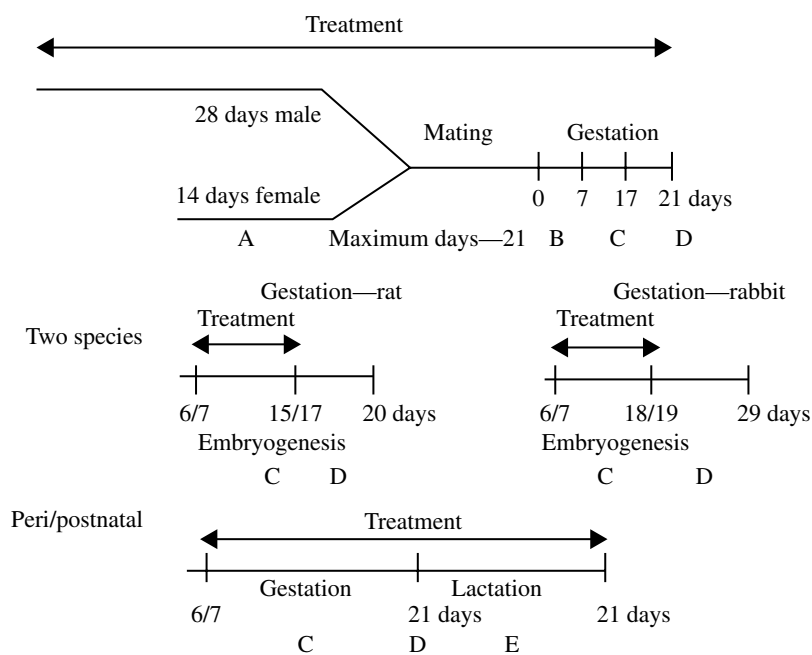 Treatment
28 days male
Mating Gestation
14 days female
0 7 17 21 days
A Maximum days—21 B C D
Gestation—rat Gestation—rabbit
Treatment Treatment
Two species
6/7 15/17 20 days 6/7 18/19 29 days
Embryogenesis Embryogenesis
C D C D
Peri/postnatal Treatment
Gestation Lactation
6/7 21 days 21 days
C D E